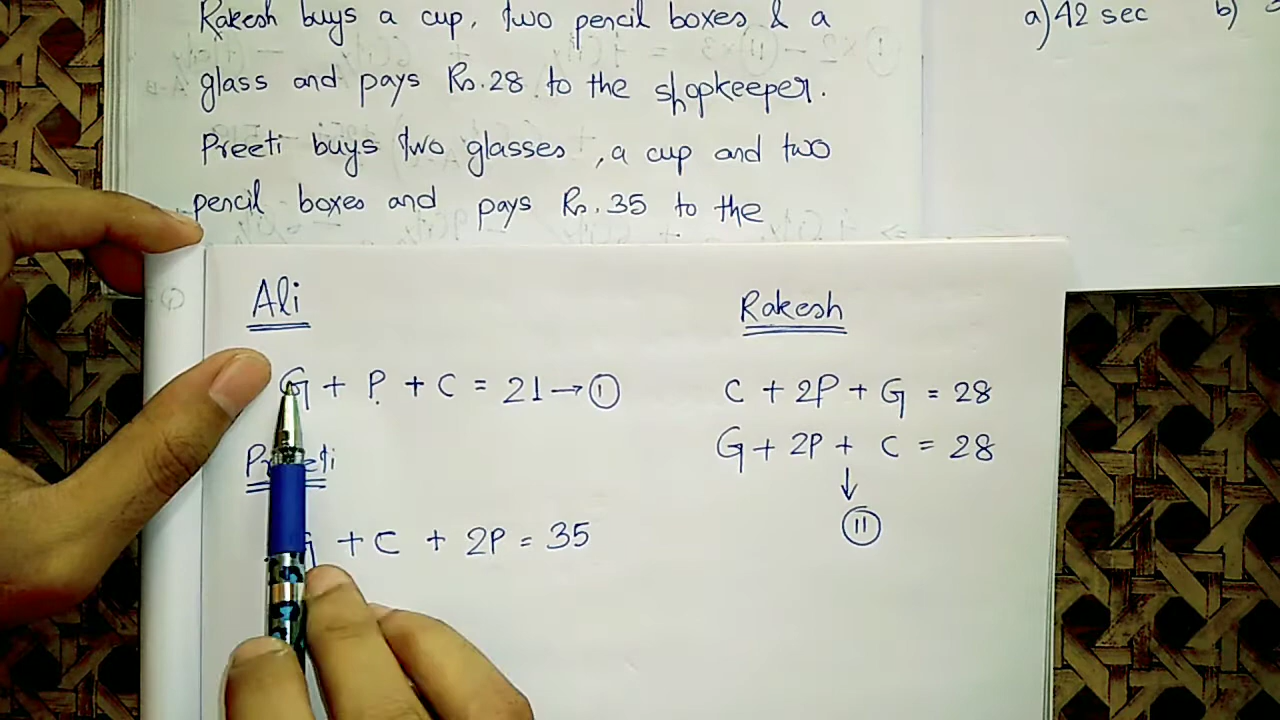 Rakesh buys a cup, two pencil boxes & a
glass and pays Rs.28 to the shopkeeper.
Preeti buys two glasses, a cup and two
pencil boxes and pays Rs.35 to the
a) 42 sec b)
Ali
G + P + C = 21 → I
Preeti
G + C + 2P = 35
Rakesh
C + 2P + G = 28
G + 2P + C = 28
↓
II